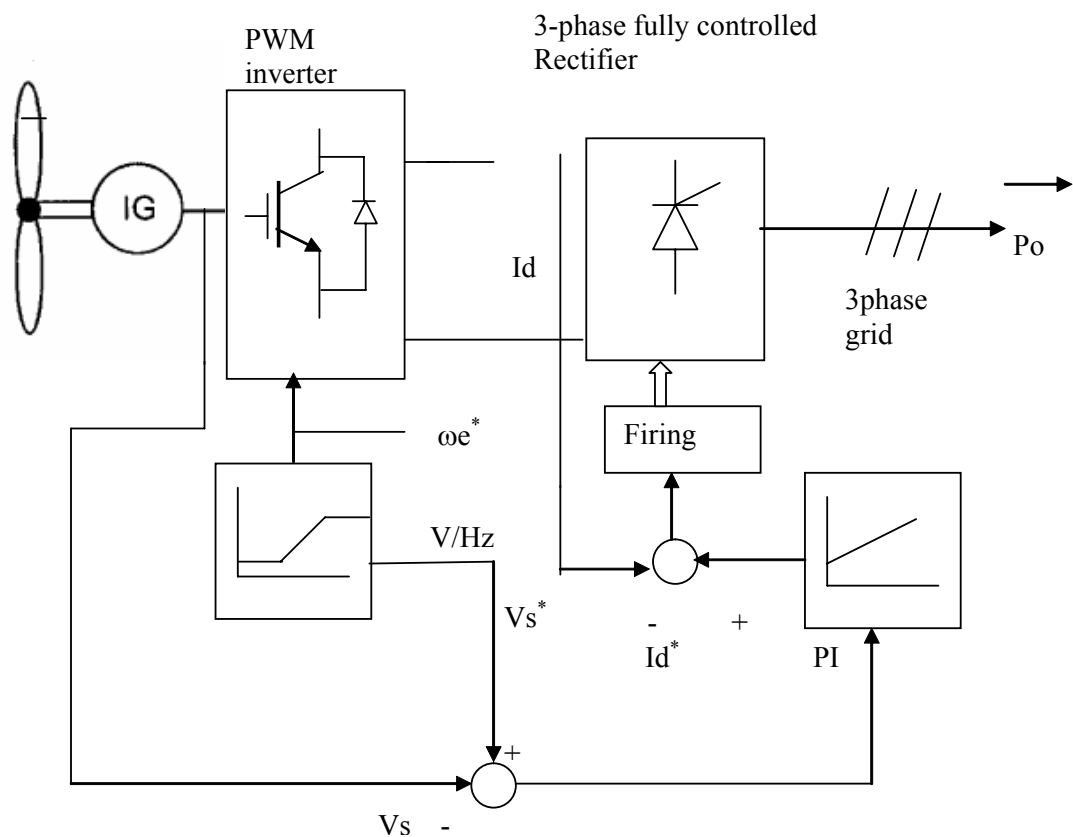 PWM
inverter
3-phase fully controlled
Rectifier
IG
Id
Po
3phase
grid
Firing
ωe*
V/Hz
Vs*
- +
Id*
PI
+
Vs -